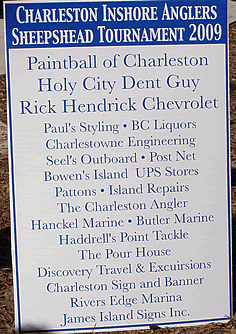 Charleston Inshore Anglers
Sheepshead Tournament 2009
Paintball of Charleston
Holy City Dent Guy
Rick Hendrick Chevrolet
Paul's Styling • BC Liquors
Charlestowne Engineering
Seel's Outboard • Post Net
Bowen's Island UPS Stores
Pattons • Island Repairs
The Charleston Angler
Hanckel Marine • Butler Marine
Haddrell's Point Tackle
The Pour House
Discovery Travel & Excuirsions
Charleston Sign and Banner
Rivers Edge Marina
James Island Signs Inc.